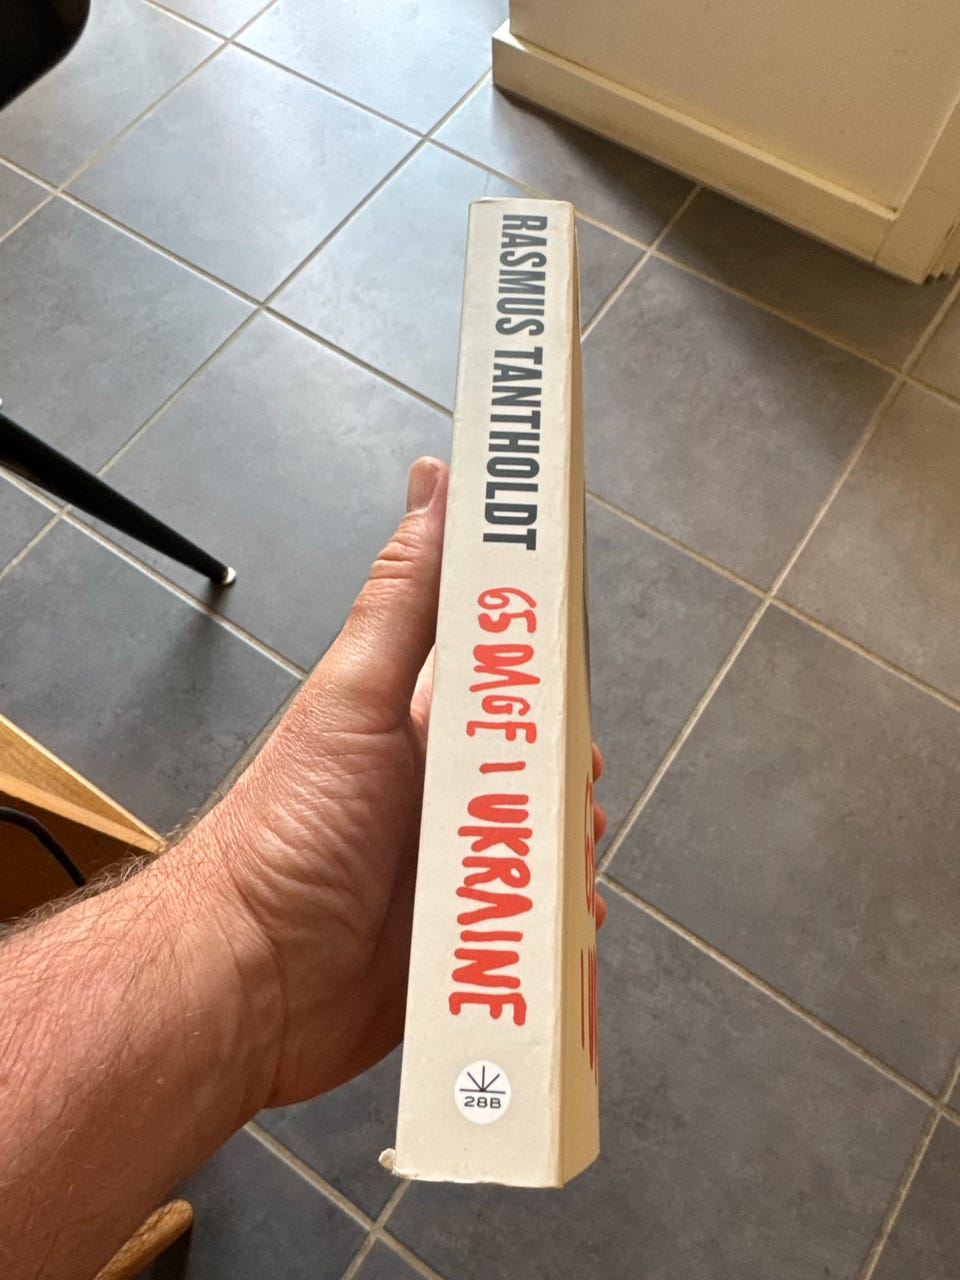 RASMUS TANTHOLDT
65 DAGE I UKRAINE
28B